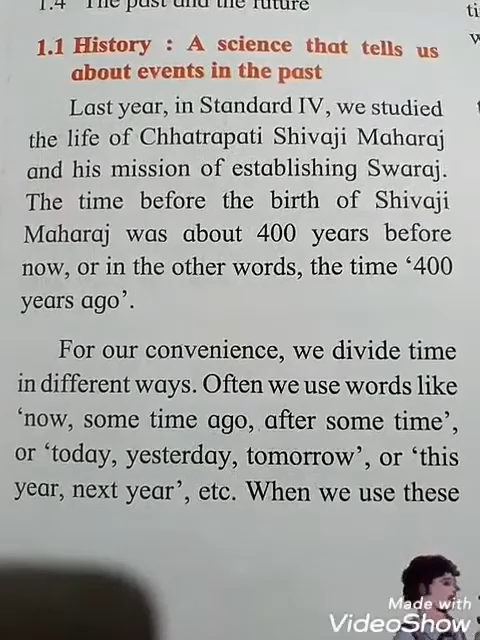 1.4 The past and the future
ti
1.1 History : A science that tells us
about events in the past
Last year, in Standard IV, we studied
the life of Chhatrapati Shivaji Maharaj
and his mission of establishing Swaraj.
The time before the birth of Shivaji
Maharaj was about 400 years before
now, or in the other words, the time ‘400
years ago’.
For our convenience, we divide time
in different ways. Often we use words like
‘now, some time ago, after some time’,
or ‘today, yesterday, tomorrow’, or ‘this
year, next year’, etc. When we use these
Made with
VideoShow